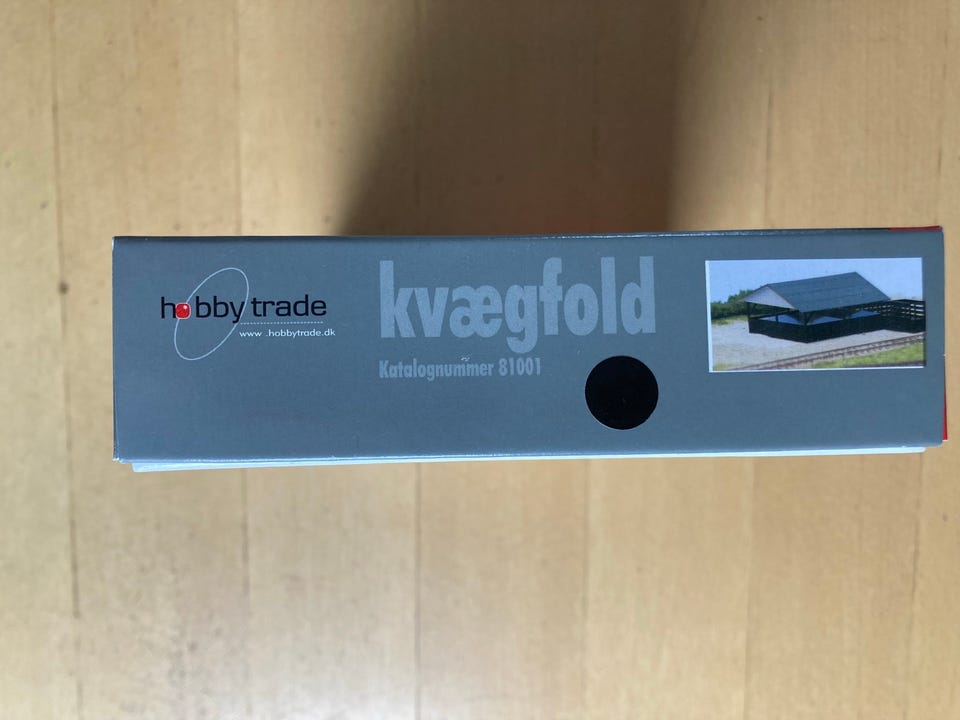 hobby trade
www .hobbytrade.dk
kvægfold
Katalognummer 81001